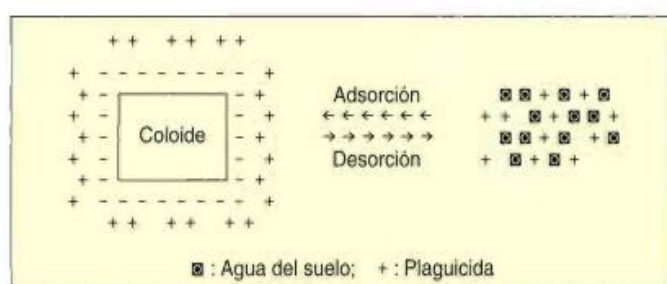 Adsorción
Coloide
Desorción
◙ : Agua del suelo; + : Plaguicida